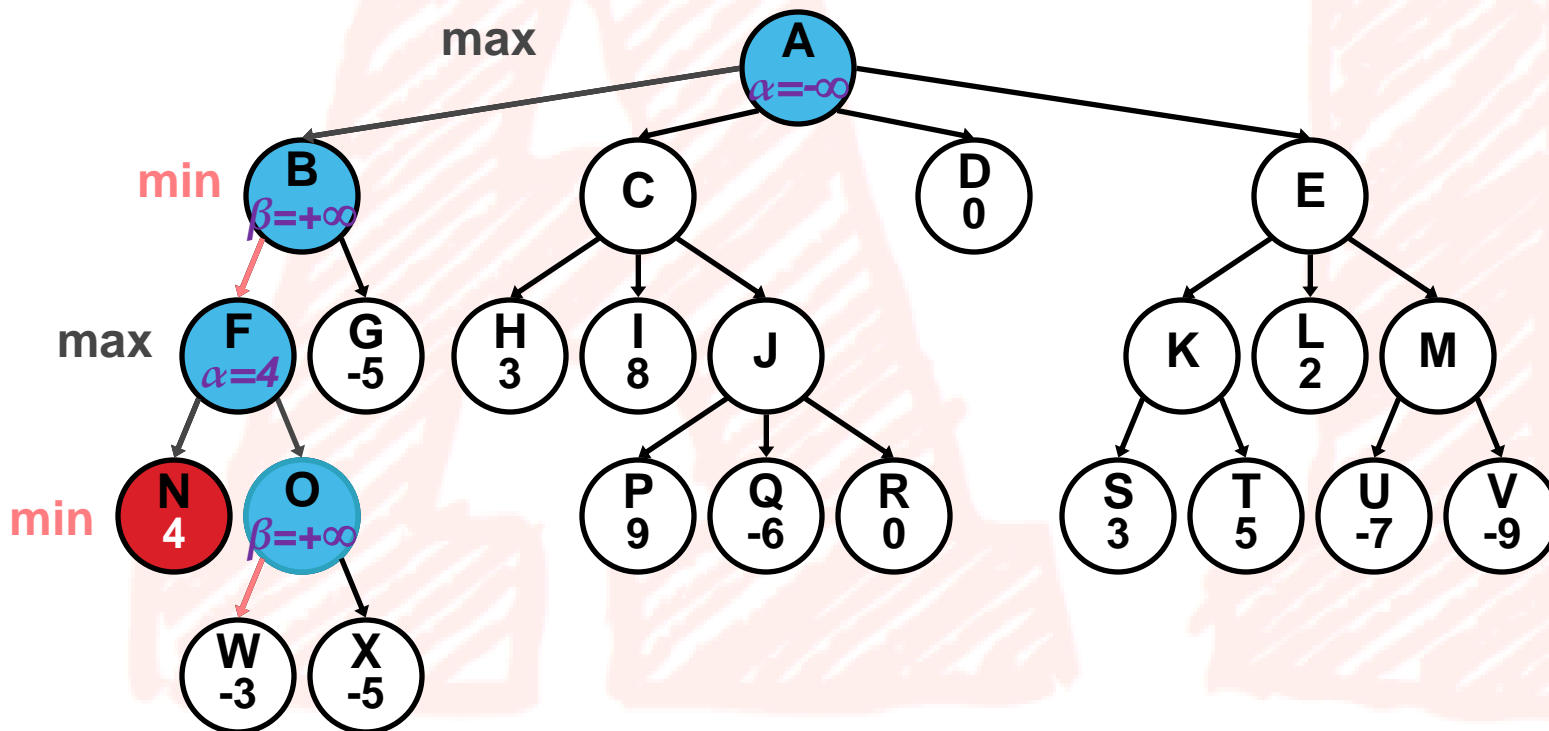 max
A
α=-∞
min
B
β=+∞
C
D
0
E
max
F
α=4
G
-5
H
3
I
8
J
K
L
2
M
min
N
4
O
β=+∞
P
9
Q
-6
R
0
S
3
T
5
U
-7
V
-9
W
-3
X
-5